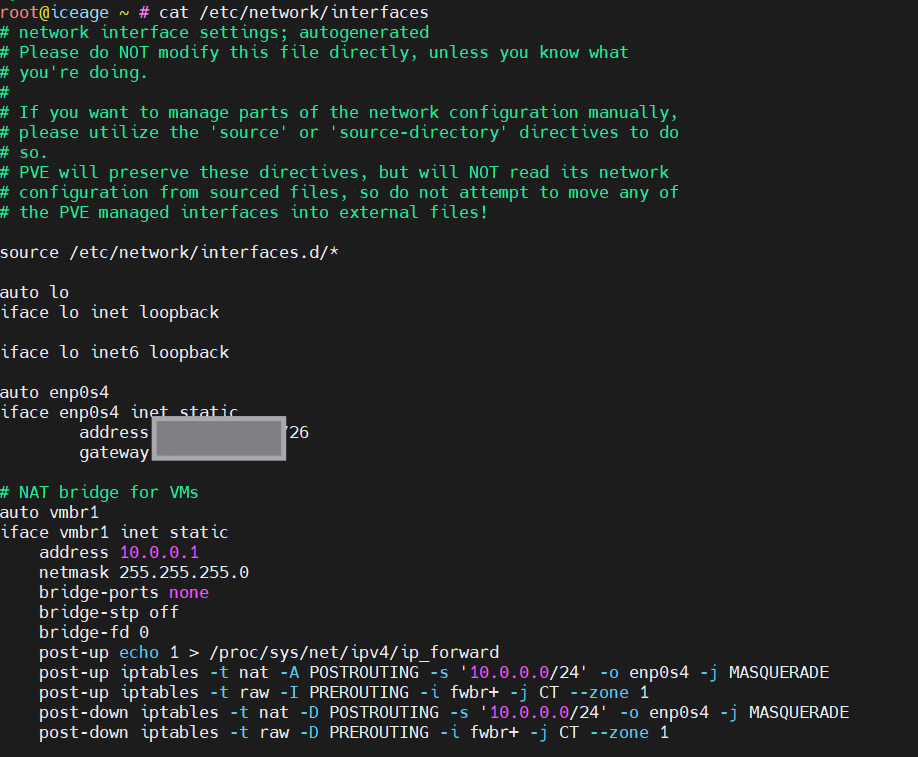 root@iceage ~ # cat /etc/network/interfaces
# network interface settings; autogenerated
# Please do NOT modify this file directly, unless you know what
# you're doing.
#
# If you want to manage parts of the network configuration manually,
# please utilize the 'source' or 'source-directory' directives to do
# so.
# PVE will preserve these directives, but will NOT read its network
# configuration from sourced files, so do not attempt to move any of
# the PVE managed interfaces into external files!

source /etc/network/interfaces.d/*

auto lo
iface lo inet loopback

iface lo inet6 loopback

auto enp0s4
iface enp0s4 inet static
        address /26
        gateway

# NAT bridge for VMs
auto vmbr1
iface vmbr1 inet static
    address 10.0.0.1
    netmask 255.255.255.0
    bridge-ports none
    bridge-stp off
    bridge-fd 0
    post-up echo 1 > /proc/sys/net/ipv4/ip_forward
    post-up iptables -t nat -A POSTROUTING -s '10.0.0.0/24' -o enp0s4 -j MASQUERADE
    post-up iptables -t raw -I PREROUTING -i fwbr+ -j CT --zone 1
    post-down iptables -t nat -D POSTROUTING -s '10.0.0.0/24' -o enp0s4 -j MASQUERADE
    post-down iptables -t raw -D PREROUTING -i fwbr+ -j CT --zone 1